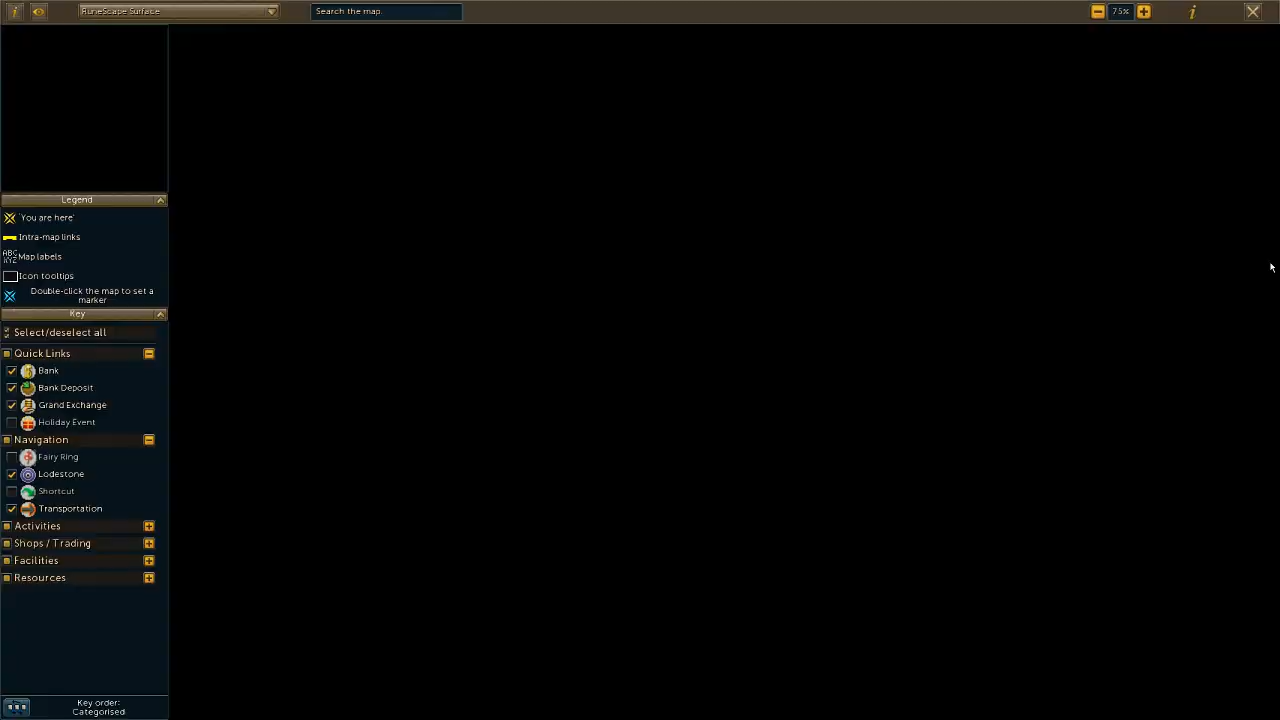 RuneScape Surface
Search the map.
75%
Legend
'You are here'
Intra-map links
ABC
XYZ
Map labels
Icon tooltips
Double-click the map to set a
marker
Key
Select/deselect all
Quick Links
Bank
Bank Deposit
Grand Exchange
Holiday Event
Navigation
Fairy Ring
Lodestone
Shortcut
Transportation
Activities
Shops / Trading
Facilities
Resources
Key order:
Categorised